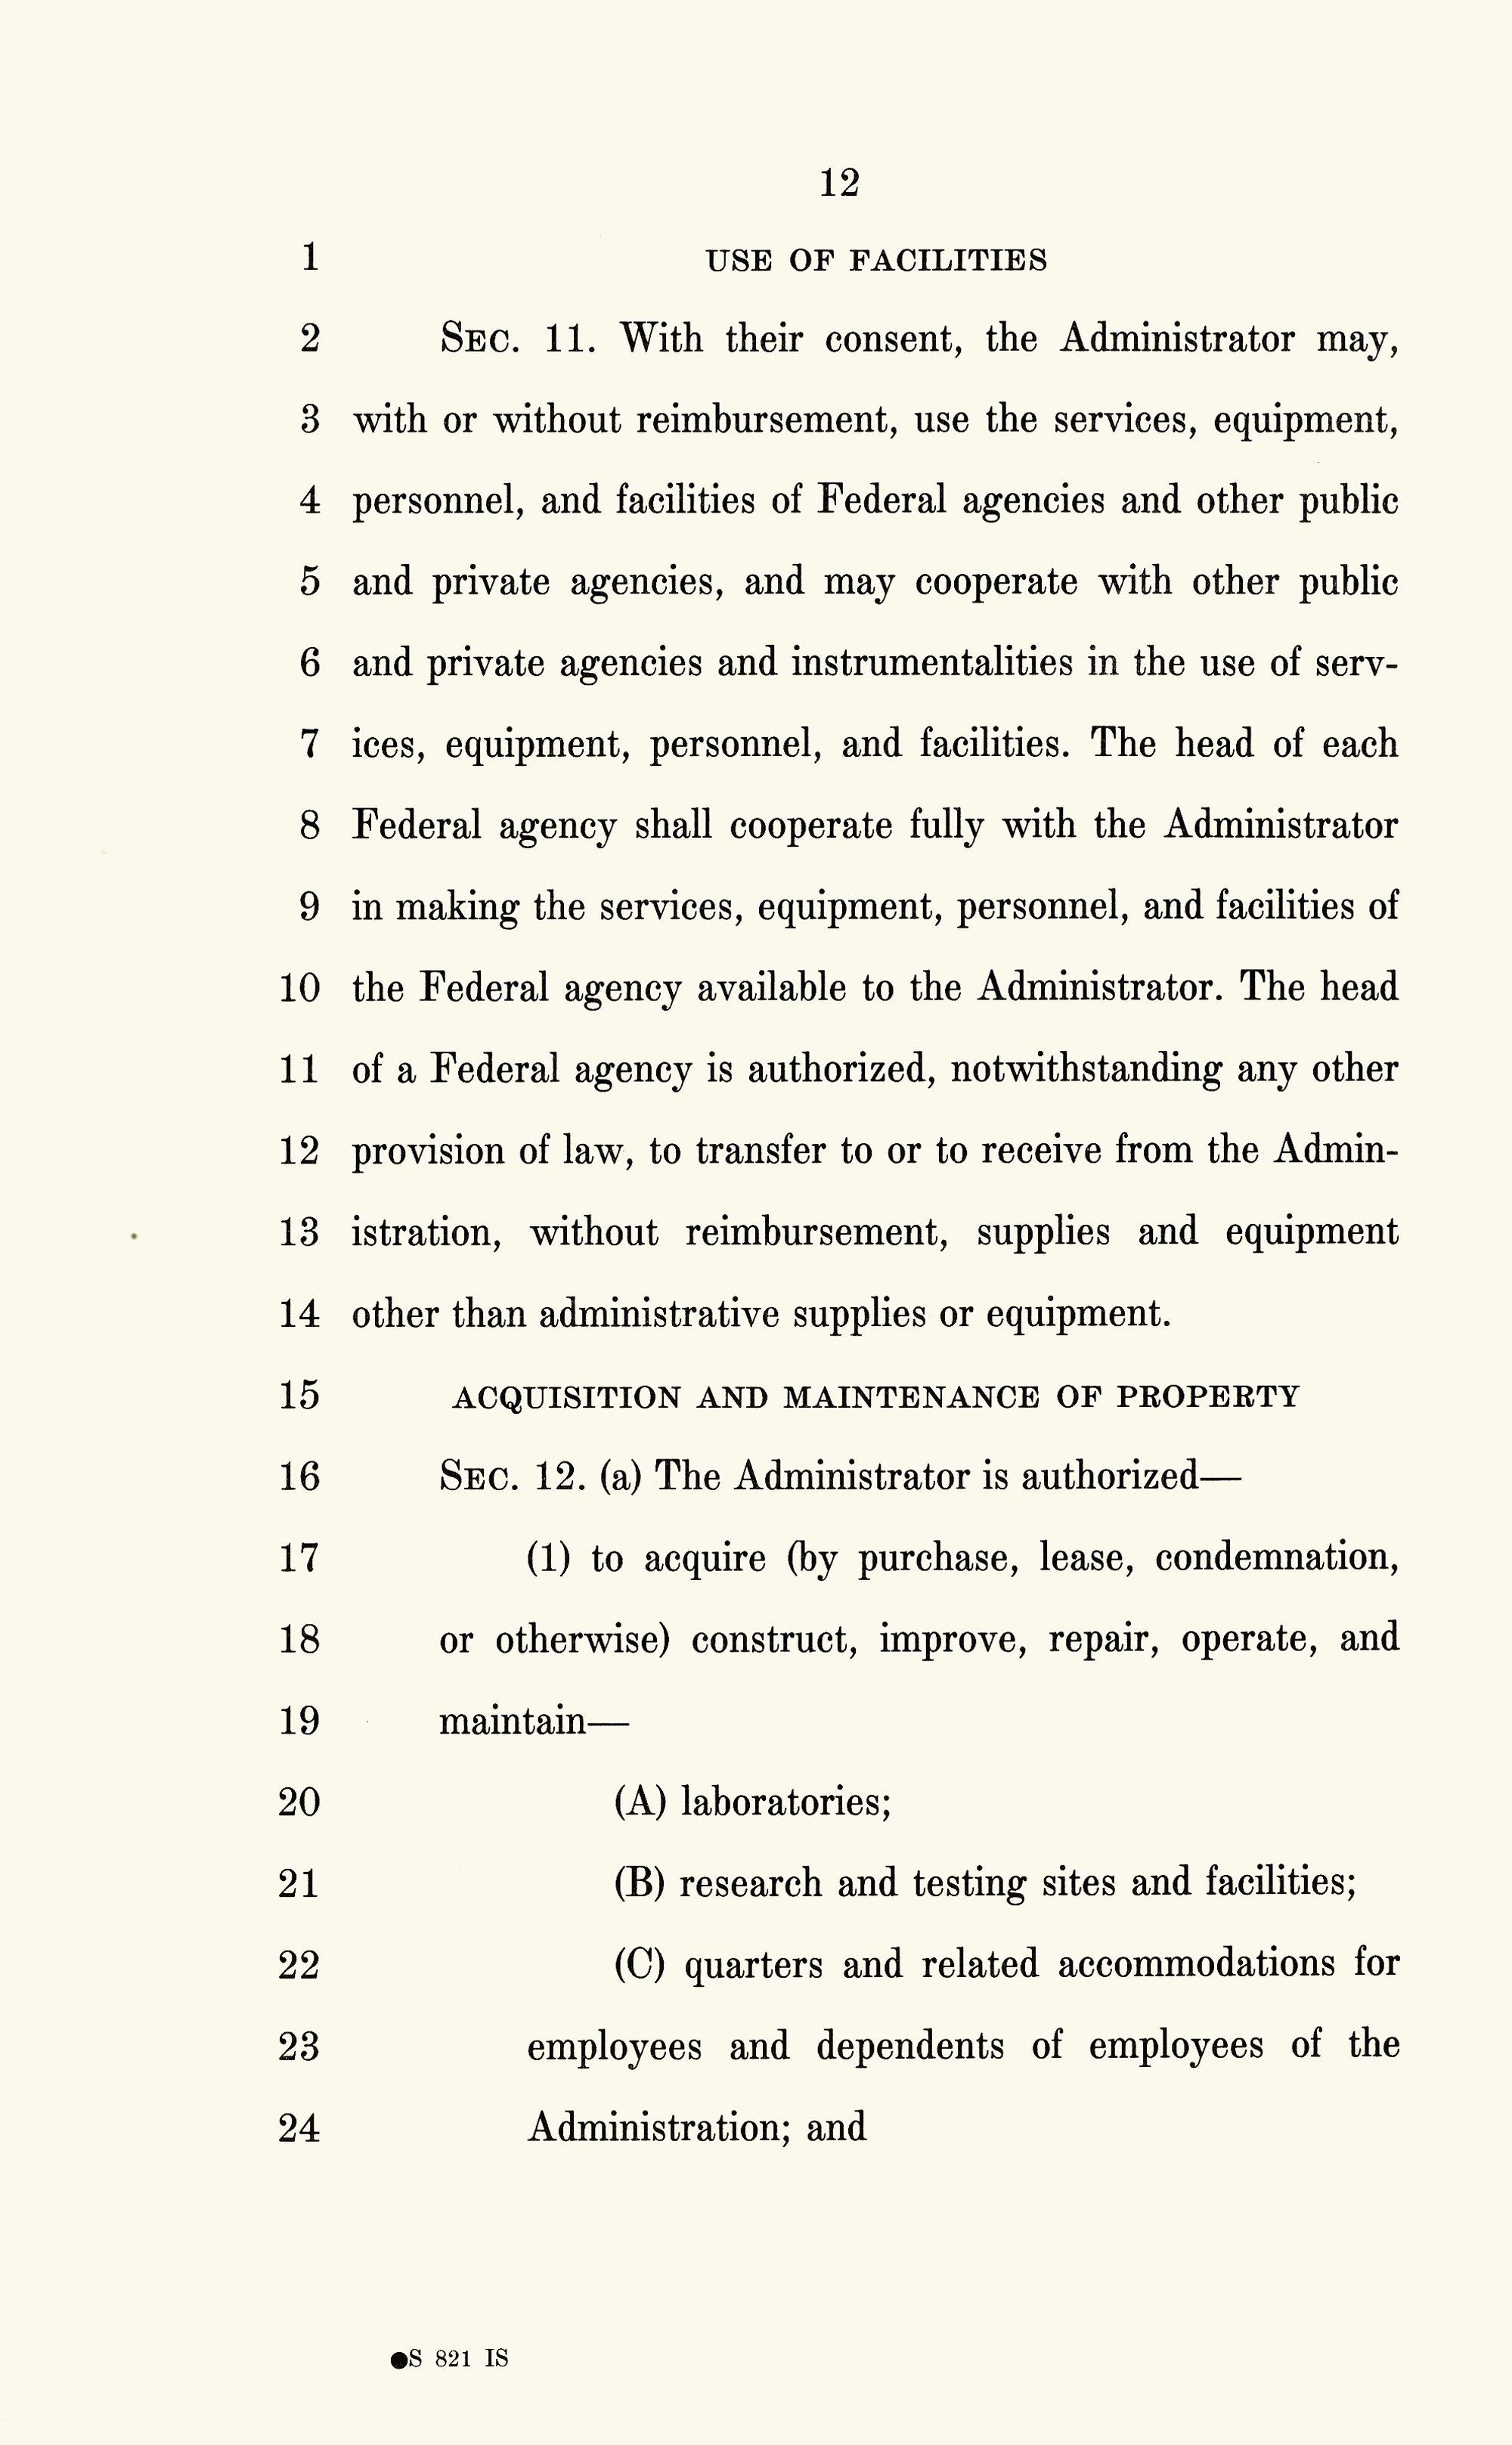 12
1 USE OF FACILITIES
2 SEC. 11. With their consent, the Administrator may,
3 with or without reimbursement, use the services, equipment,
4 personnel, and facilities of Federal agencies and other public
5 and private agencies, and may cooperate with other public
6 and private agencies and instrumentalities in the use of serv-
7 ices, equipment, personnel, and facilities. The head of each
8 Federal agency shall cooperate fully with the Administrator
9 in making the services, equipment, personnel, and facilities of
10 the Federal agency available to the Administrator. The head
11 of a Federal agency is authorized, notwithstanding any other
12 provision of law, to transfer to or to receive from the Admin-
13 istration, without reimbursement, supplies and equipment
14 other than administrative supplies or equipment.
15 ACQUISITION AND MAINTENANCE OF PROPERTY
16 SEC. 12. (a) The Administrator is authorized—
17 (1) to acquire (by purchase, lease, condemnation,
18 or otherwise) construct, improve, repair, operate, and
19 maintain—
20 (A) laboratories;
21 (B) research and testing sites and facilities;
22 (C) quarters and related accommodations for
23 employees and dependents of employees of the
24 Administration; and
●S 821 IS